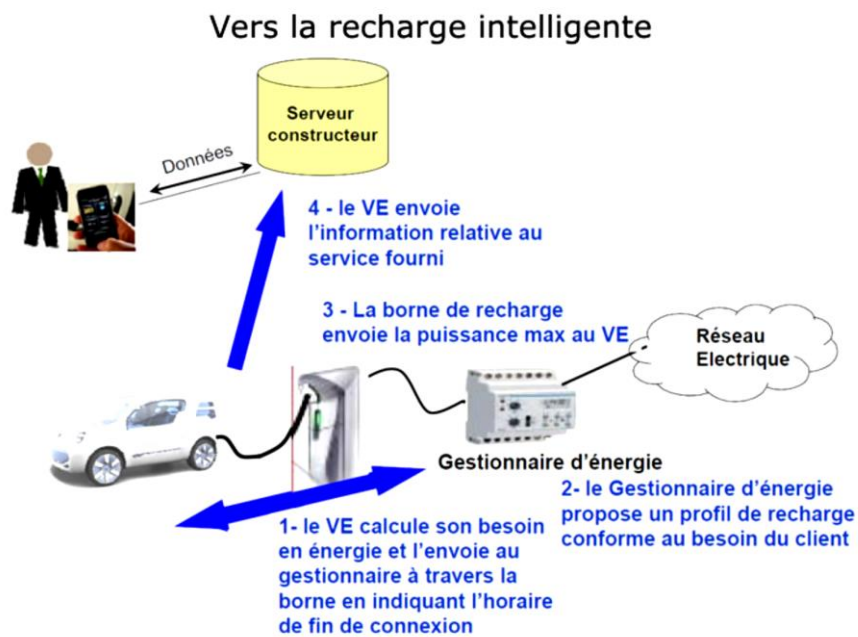 Vers la recharge intelligente
Serveur
constructeur
Données
4 - le VE envoie
l'information relative au
service fourni
3 - La borne de recharge
envoie la puissance max au VE
Réseau
Electrique
Gestionnaire d'énergie
2- le Gestionnaire d'énergie
propose un profil de recharge
conforme au besoin du client
1- le VE calcule son besoin
en énergie et l'envoie au
gestionnaire à travers la
borne en indiquant l'horaire
de fin de connexion